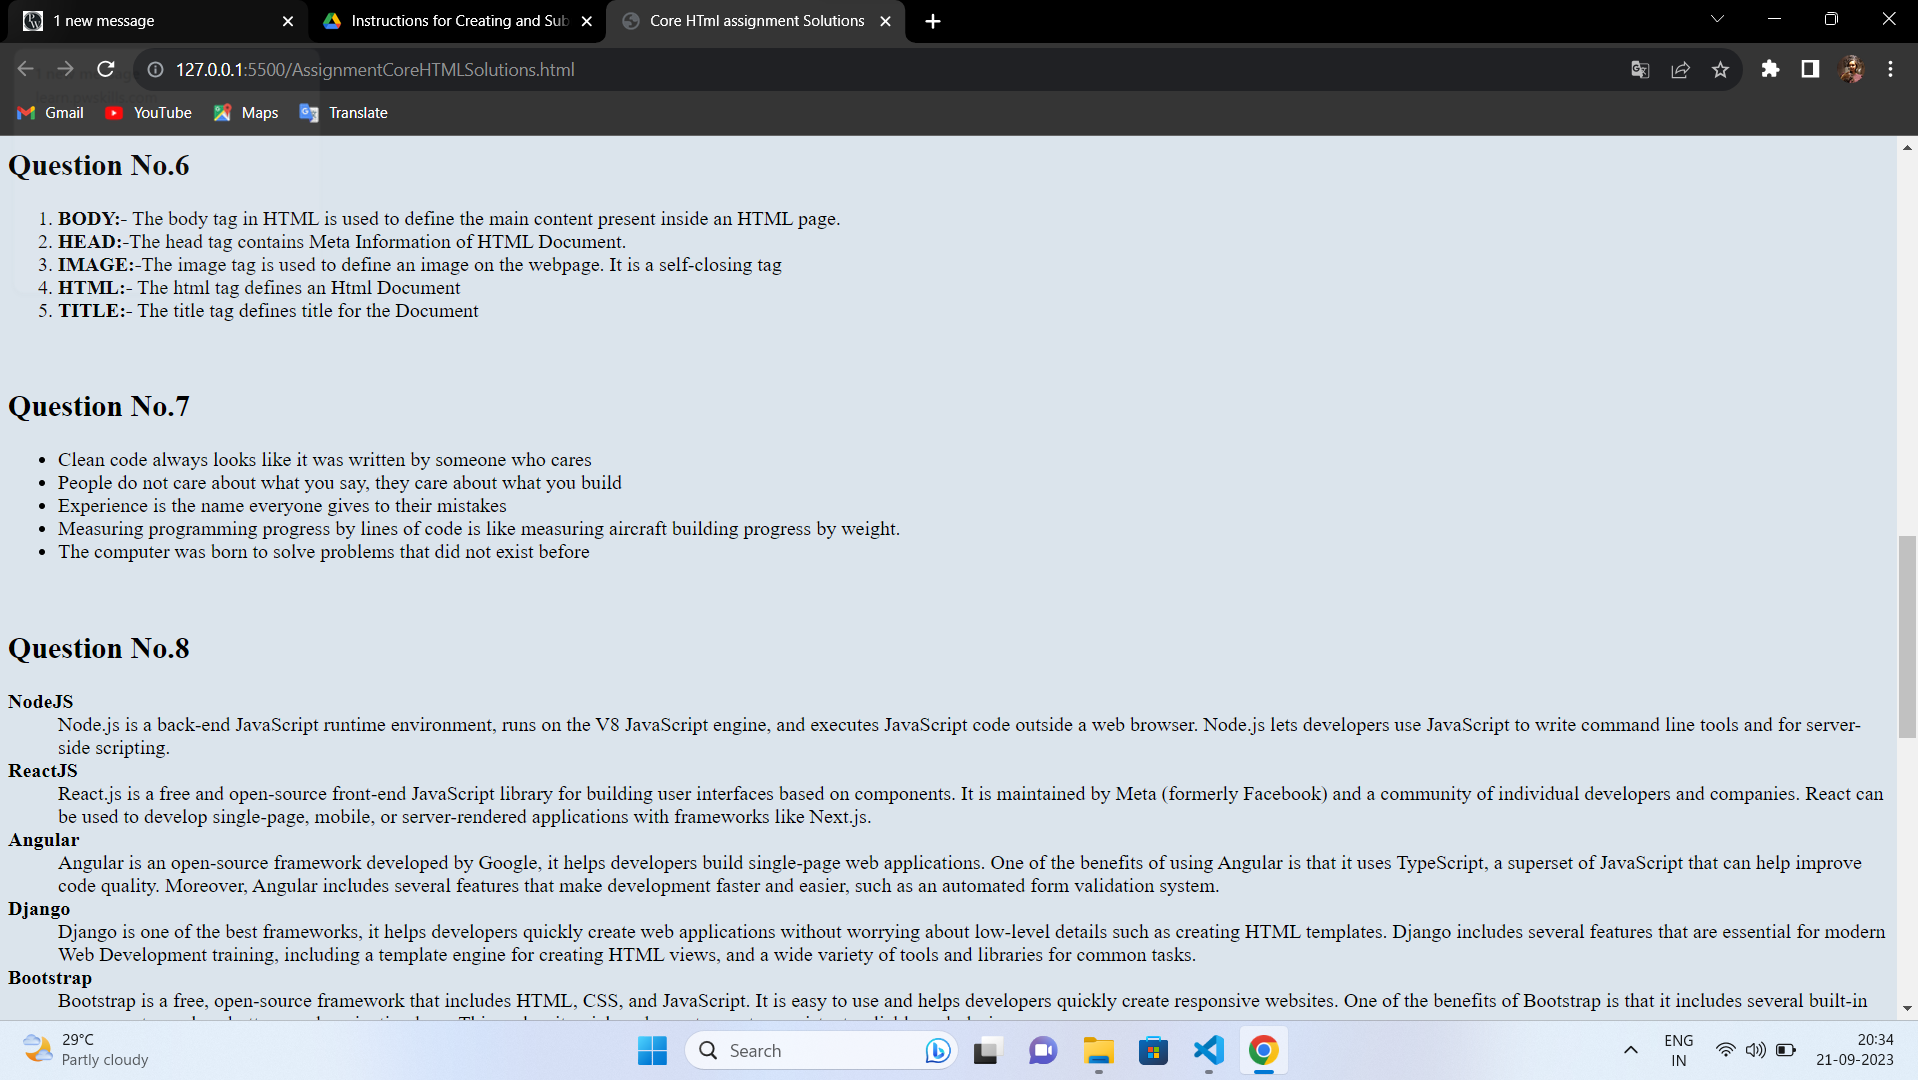 1 new message
Instructions for Creating and Sub
Core HTml assignment Solutions
127.0.0.1:5500/AssignmentCoreHTMLSolutions.html
Gmail
YouTube
Maps
Translate
Question No.6
1. BODY:- The body tag in HTML is used to define the main content present inside an HTML page.
2. HEAD:-The head tag contains Meta Information of HTML Document.
3. IMAGE:-The image tag is used to define an image on the webpage. It is a self-closing tag
4. HTML:- The html tag defines an Html Document
5. TITLE:- The title tag defines title for the Document
Question No.7
• Clean code always looks like it was written by someone who cares
• People do not care about what you say, they care about what you build
• Experience is the name everyone gives to their mistakes
• Measuring programming progress by lines of code is like measuring aircraft building progress by weight.
• The computer was born to solve problems that did not exist before
Question No.8
NodeJS
Node.js is a back-end JavaScript runtime environment, runs on the V8 JavaScript engine, and executes JavaScript code outside a web browser. Node.js lets developers use JavaScript to write command line tools and for server-
side scripting.
ReactJS
React.js is a free and open-source front-end JavaScript library for building user interfaces based on components. It is maintained by Meta (formerly Facebook) and a community of individual developers and companies. React can
be used to develop single-page, mobile, or server-rendered applications with frameworks like Next.js.
Angular
Angular is an open-source framework developed by Google, it helps developers build single-page web applications. One of the benefits of using Angular is that it uses TypeScript, a superset of JavaScript that can help improve
code quality. Moreover, Angular includes several features that make development faster and easier, such as an automated form validation system.
Django
Django is one of the best frameworks, it helps developers quickly create web applications without worrying about low-level details such as creating HTML templates. Django includes several features that are essential for modern
Web Development training, including a template engine for creating HTML views, and a wide variety of tools and libraries for common tasks.
Bootstrap
Bootstrap is a free, open-source framework that includes HTML, CSS, and JavaScript. It is easy to use and helps developers quickly create responsive websites. One of the benefits of Bootstrap is that it includes several built-in
29°C
Partly cloudy
Search
ENG
IN
20:34
21-09-2023